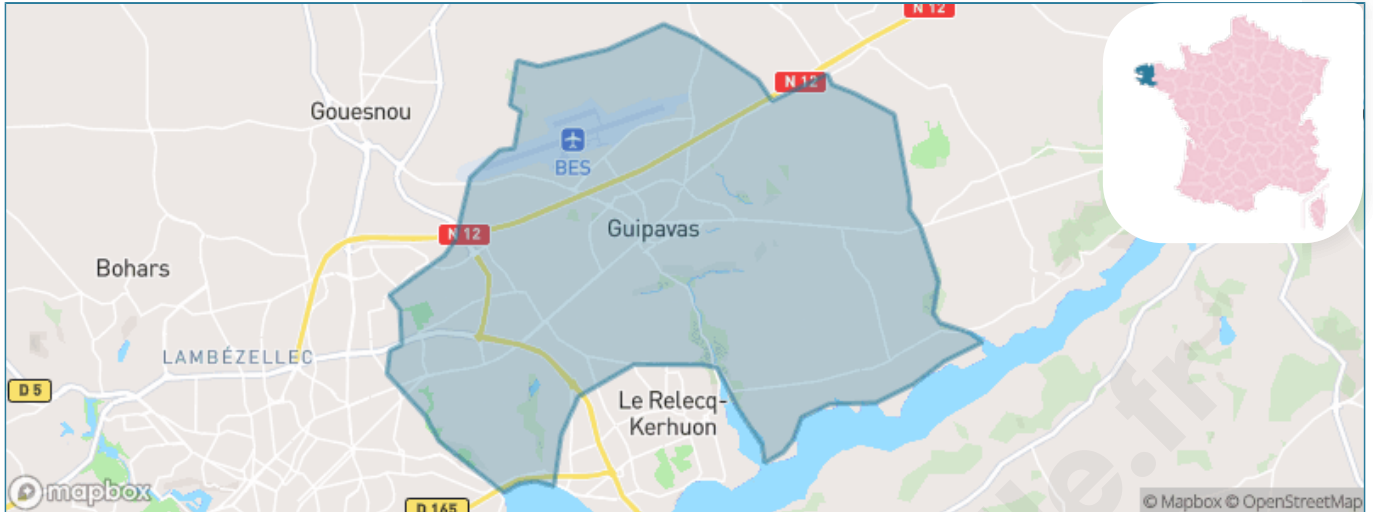 N 12
N 12
Gouesnou
BES
Guipavas
N 12
Bohars
LAMBÉZELLEC
D 5
Le Relecq-
Kerhuon
mapbox
D 165
© Mapbox © OpenStreetMap